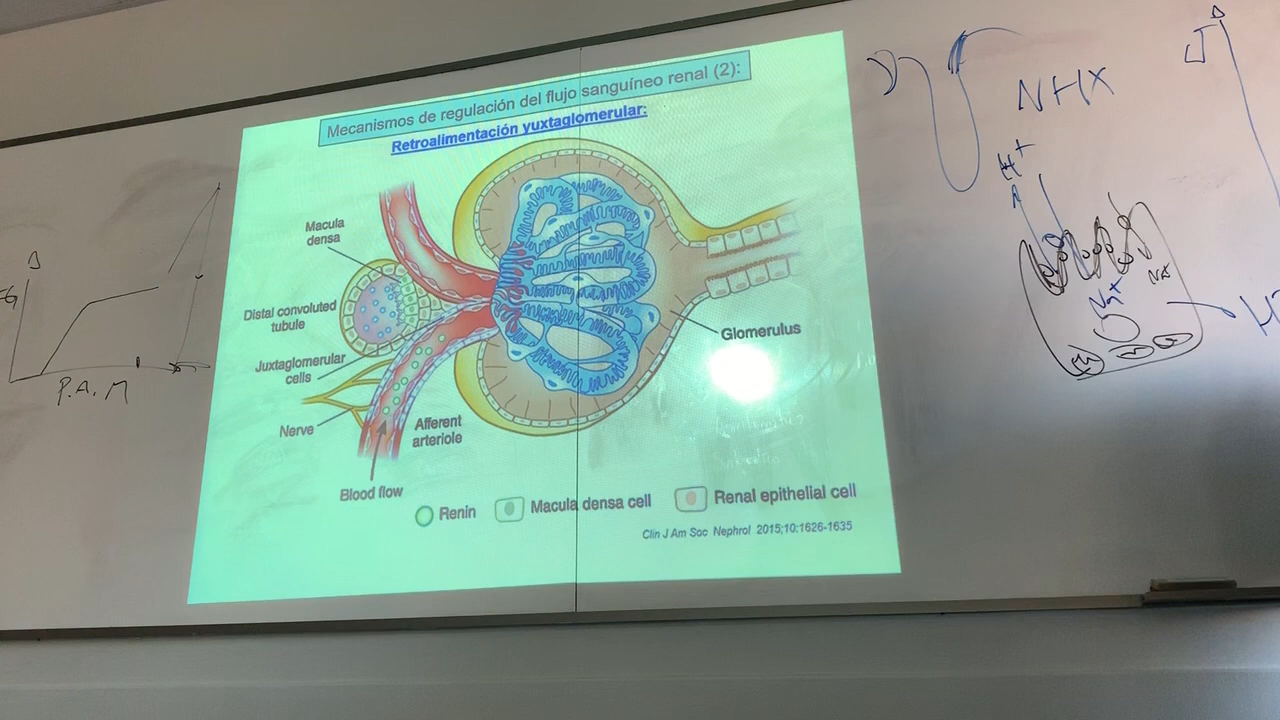 Mecanismos de regulación del flujo sanguíneo renal (2):
Retroalimentación yuxtaglomerular:
Macula
densa
Distal convoluted
tubule
Juxtaglomerular
cells
Nerve
Afferent
arteriole
Blood flow
Glomerulus
Renin
Macula densa cell
Renal epithelial cell
Clin J Am Soc Nephrol 2015;10:1626-1635
P.A.M
NHX
H+
Na+